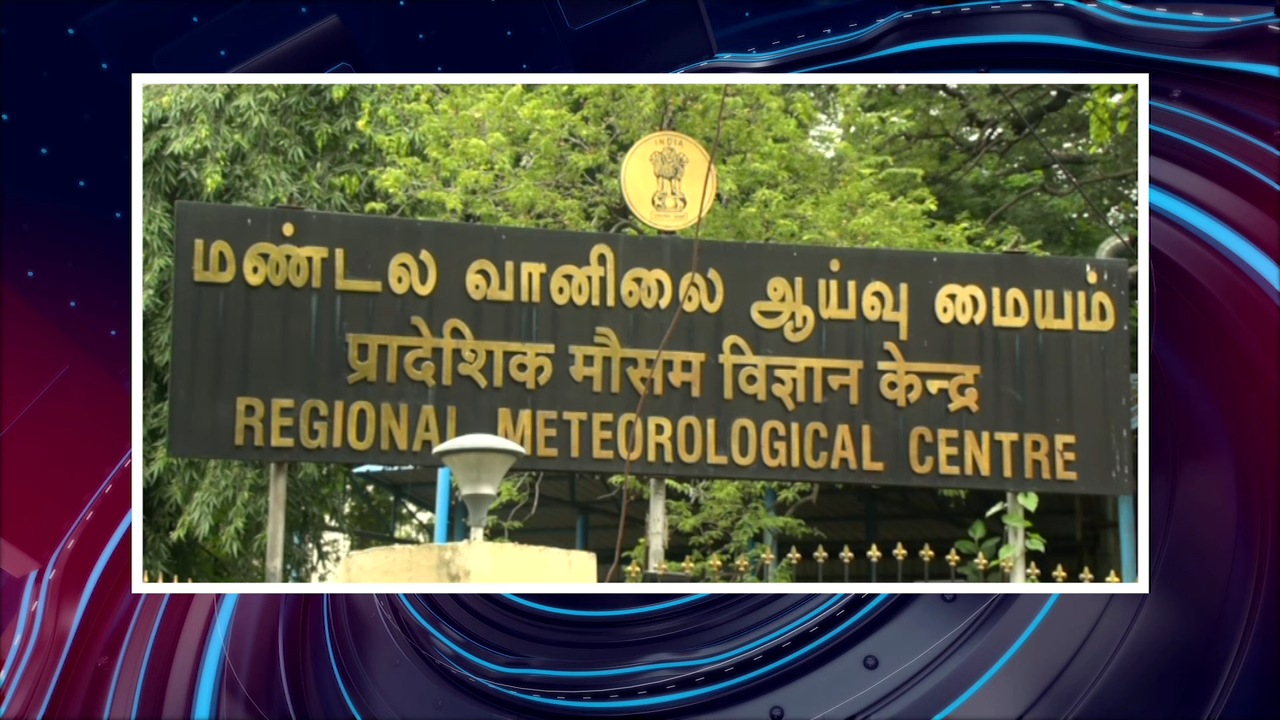 INDIA
மண்டல வானிலை ஆய்வு மையம்
प्रादेशिक मौसम विज्ञान केन्द्र
REGIONAL METEOROLOGICAL CENTRE